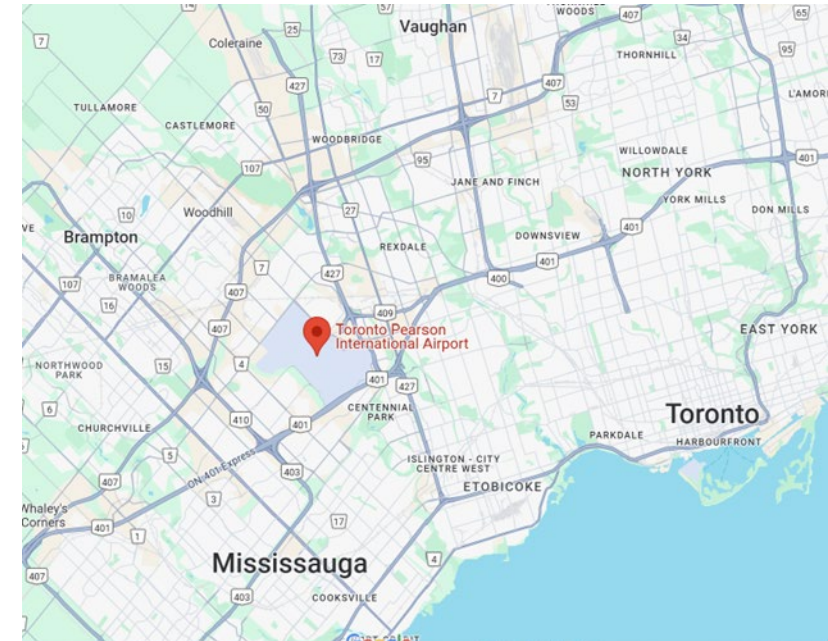 Vaughan
WOODS
407
65
7
25
57
Coleraine
73
17
THORNHILL
34
95
427
407
7
L'AMORI
TULLAMORE
50
53
CASTLEMORE
WOODBRIDGE
WILLOWDALE
107
95
401
NORTH YORK
JANE AND FINCH
YORK MILLS
10
Woodhill
27
DON MILLS
Brampton
401
REXDALE
DOWNSVIEW
7
427
401
BRAMALEA
WOODS
107
400
407
16
409
407
Toronto Pearson
International Airport
EAST YORK
NORTHWOOD
PARK
15
4
401
427
6
CENTENNIAL
PARK
Toronto
410
401
CHURCHVILLE
PARKDALE
HARBOURFRONT
5
ON-401 Express
403
ISLINGTON - CITY
CENTRE WEST
407
ETOBICOKE
Whaley's
Corners
3
401
17
1
Mississauga
4
407
403
COOKSVILLE